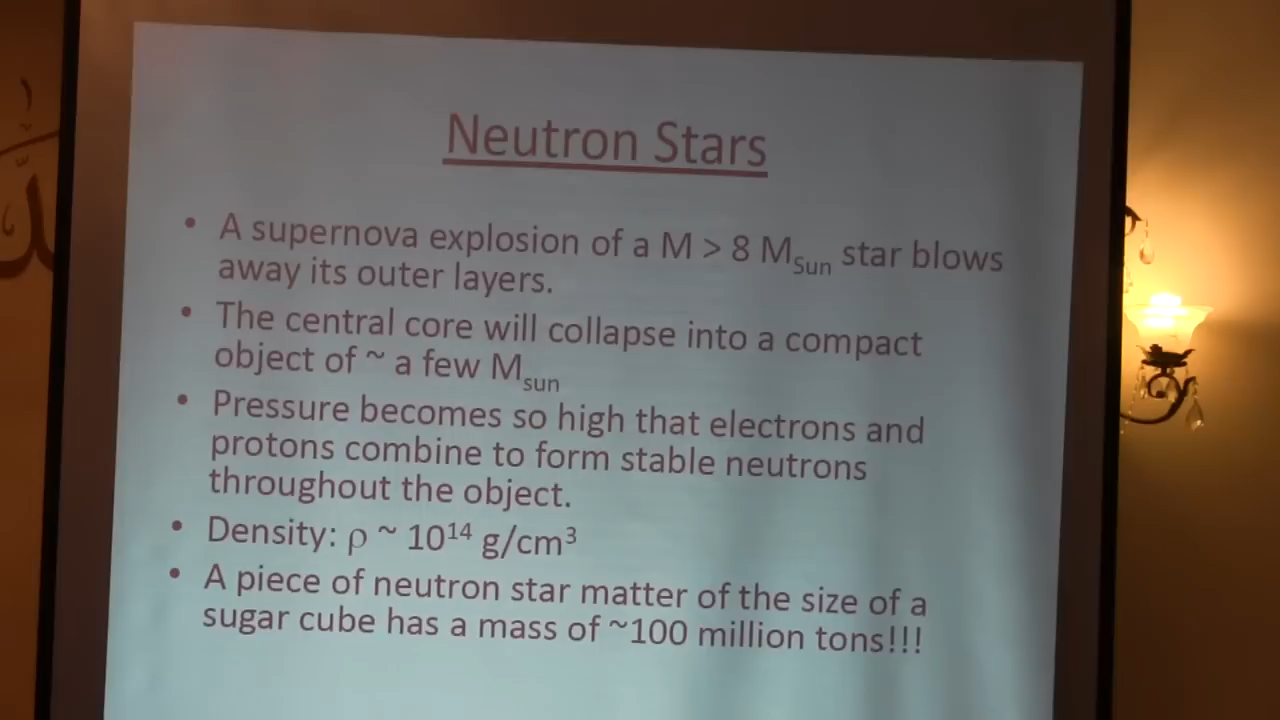 Neutron Stars
• A supernova explosion of a M > 8 M_Sun star blows
away its outer layers.
• The central core will collapse into a compact
object of ~ a few M_sun
• Pressure becomes so high that electrons and
protons combine to form stable neutrons
throughout the object.
• Density: ρ ~ 10¹⁴ g/cm³
• A piece of neutron star matter of the size of a
sugar cube has a mass of ~100 million tons!!!